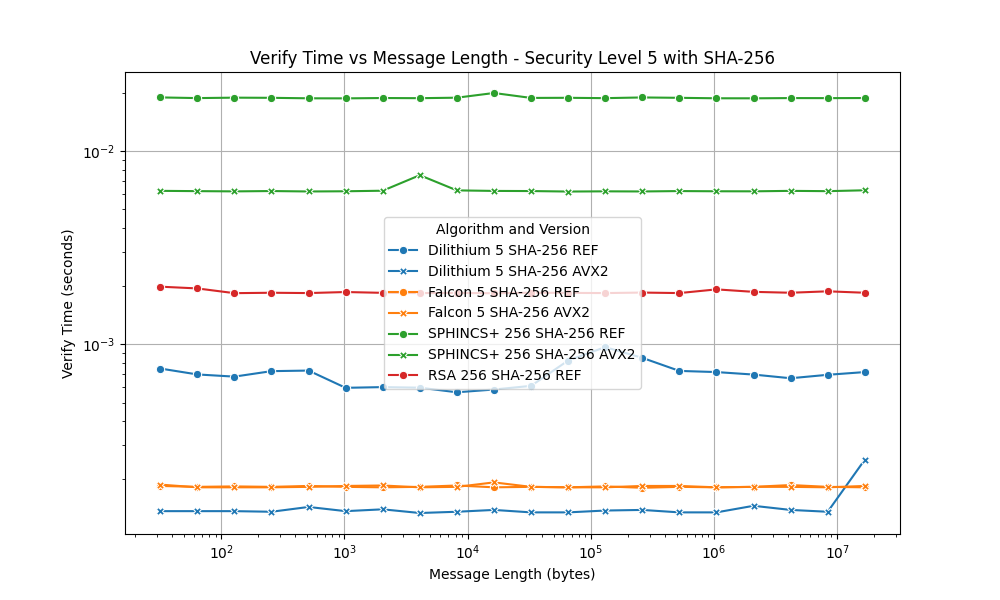 Verify Time vs Message Length - Security Level 5 with SHA-256
Verify Time (seconds)
10⁻²
10⁻³
Algorithm and Version
Dilithium 5 SHA-256 REF
Dilithium 5 SHA-256 AVX2
Falcon 5 SHA-256 REF
Falcon 5 SHA-256 AVX2
SPHINCS+ 256 SHA-256 REF
SPHINCS+ 256 SHA-256 AVX2
RSA 256 SHA-256 REF
10² 10³ 10⁴ 10⁵ 10⁶ 10⁷
Message Length (bytes)